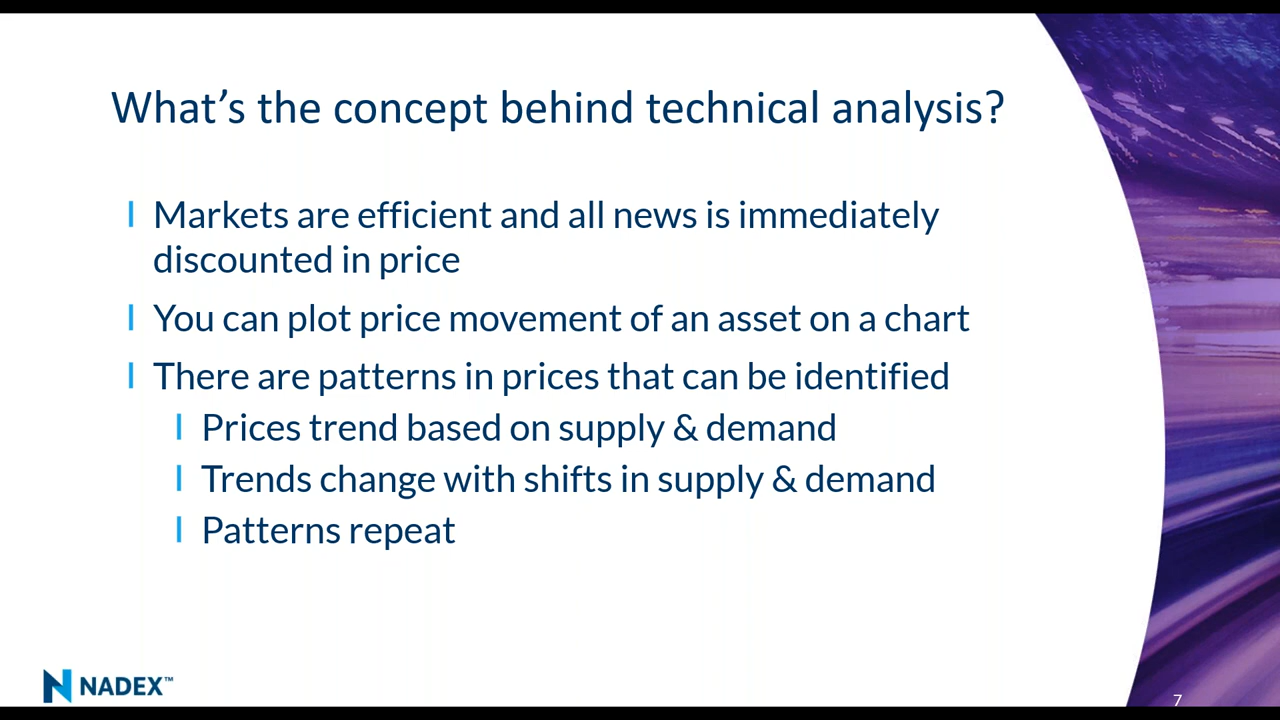 What's the concept behind technical analysis?
Markets are efficient and all news is immediately
discounted in price
You can plot price movement of an asset on a chart
There are patterns in prices that can be identified
Prices trend based on supply & demand
Trends change with shifts in supply & demand
Patterns repeat
NADEX™
7